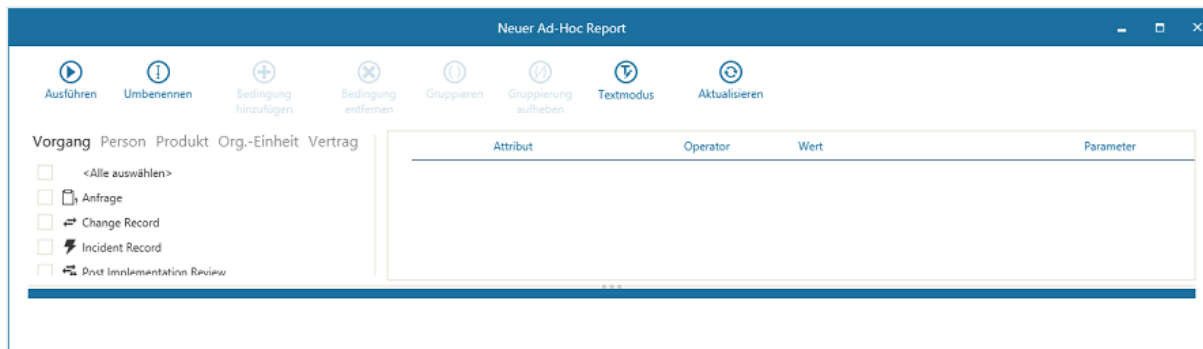 Neuer Ad-Hoc Report
Ausführen Umbenennen Bedingung hinzufügen Bedingung entfernen Gruppieren Gruppierung aufheben Textmodus Aktualisieren
Vorgang Person Produkt Org.-Einheit Vertrag
Attribut Operator Wert Parameter
<Alle auswählen>
Anfrage
Change Record
Incident Record
Post Implementation Review